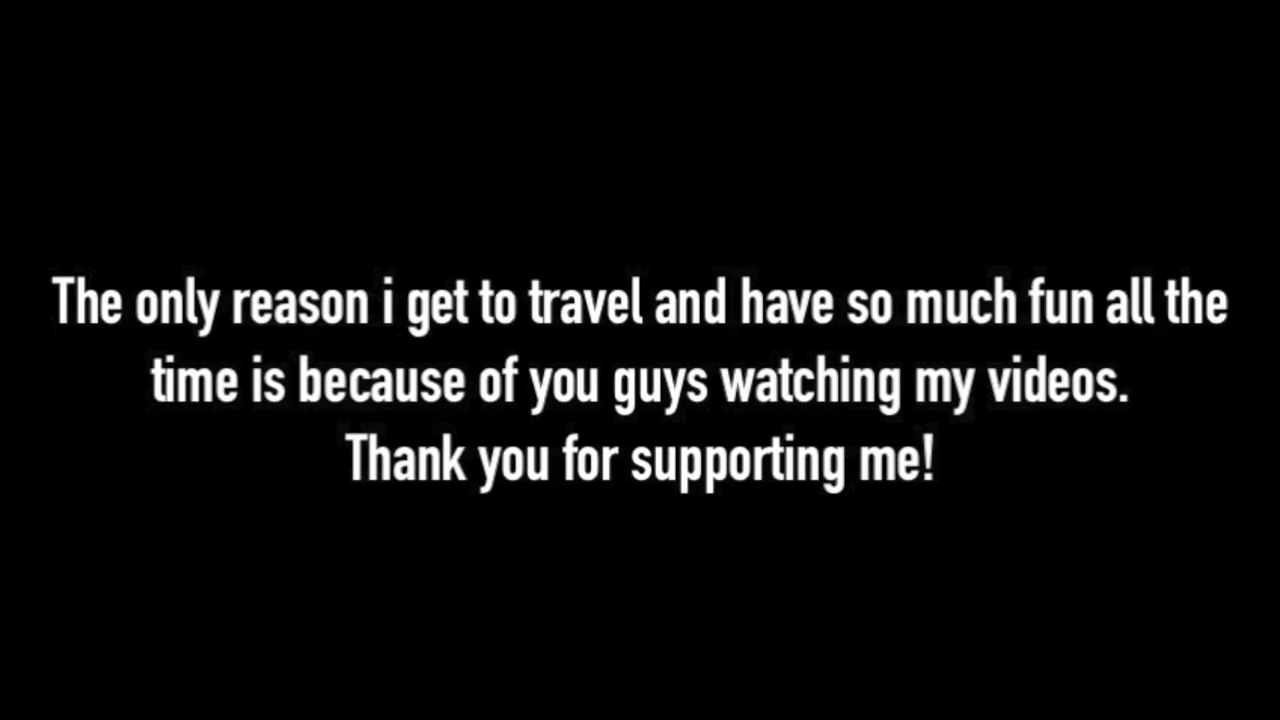 The only reason i get to travel and have so much fun all the
time is because of you guys watching my videos.
Thank you for supporting me!